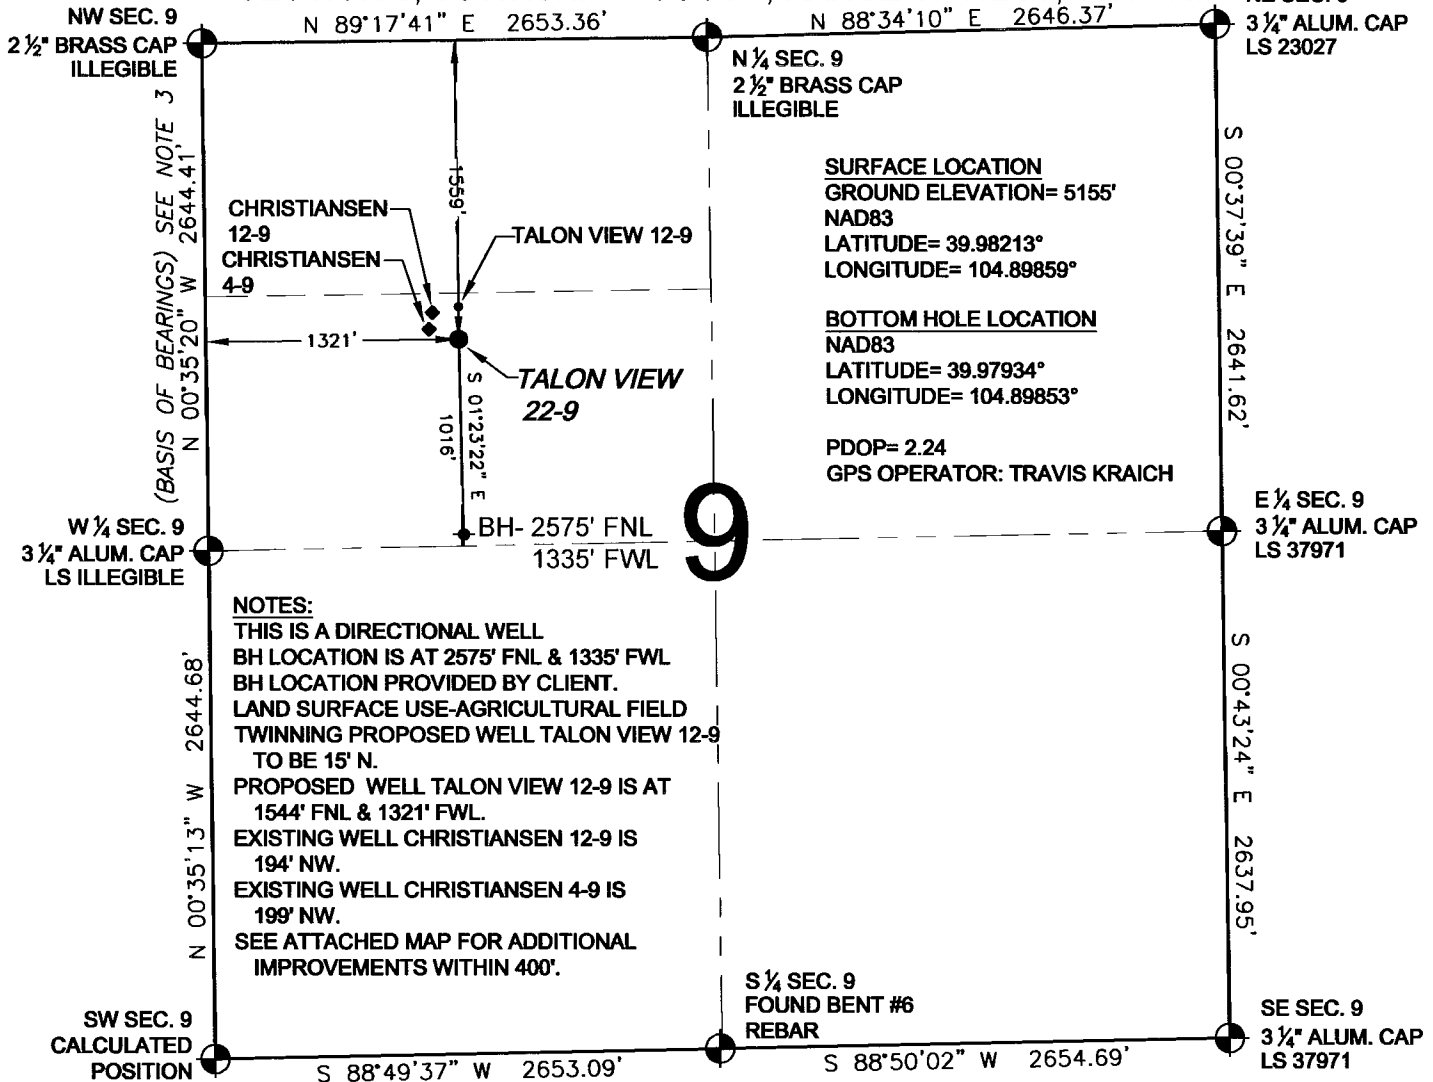 NW SEC. 9
2 ½" BRASS CAP
ILLEGIBLE
N 89°17'41" E 2653.36'
N 88°34'10" E 2646.37'
3 ¼" ALUM. CAP
LS 23027
N ¼ SEC. 9
2 ½" BRASS CAP
ILLEGIBLE
(BASIS OF BEARINGS) SEE NOTE 3
N 00°35'20" W 2644.41'
1559'
CHRISTIANSEN
12-9
CHRISTIANSEN
4-9
TALON VIEW 12-9
1321'
TALON VIEW
22-9
S 01°23'22" E
1016'
SURFACE LOCATION
GROUND ELEVATION= 5155'
NAD83
LATITUDE= 39.98213°
LONGITUDE= 104.89859°
BOTTOM HOLE LOCATION
NAD83
LATITUDE= 39.97934°
LONGITUDE= 104.89853°
PDOP= 2.24
GPS OPERATOR: TRAVIS KRAICH
S 00°37'39" E 2641.62'
W ¼ SEC. 9
3 ¼" ALUM. CAP
LS ILLEGIBLE
BH- 2575' FNL
1335' FWL
9
E ¼ SEC. 9
3 ¼" ALUM. CAP
LS 37971
NOTES:
THIS IS A DIRECTIONAL WELL
BH LOCATION IS AT 2575' FNL & 1335' FWL
BH LOCATION PROVIDED BY CLIENT.
LAND SURFACE USE-AGRICULTURAL FIELD
TWINNING PROPOSED WELL TALON VIEW 12-9
TO BE 15' N.
PROPOSED WELL TALON VIEW 12-9 IS AT
1544' FNL & 1321' FWL.
EXISTING WELL CHRISTIANSEN 12-9 IS
194' NW.
EXISTING WELL CHRISTIANSEN 4-9 IS
199' NW.
SEE ATTACHED MAP FOR ADDITIONAL
IMPROVEMENTS WITHIN 400'.
N 00°35'13" W 2644.68'
S 00°43'24" E 2637.95'
SW SEC. 9
CALCULATED
POSITION
S 88°49'37" W 2653.09'
S ¼ SEC. 9
FOUND BENT #6
REBAR
S 88°50'02" W 2654.69'
SE SEC. 9
3 ¼" ALUM. CAP
LS 37971